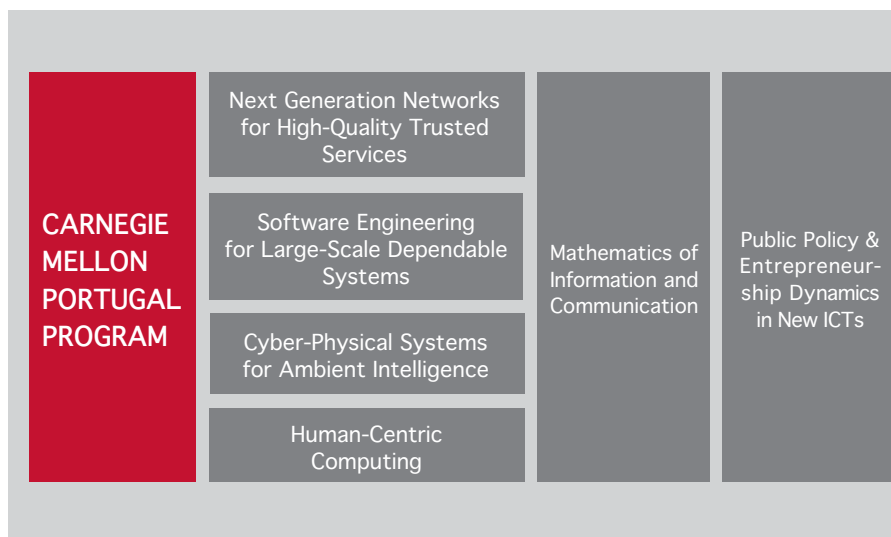 CARNEGIE
MELLON
PORTUGAL
PROGRAM
Next Generation Networks
for High-Quality Trusted
Services
Software Engineering
for Large-Scale Dependable
Systems
Cyber-Physical Systems
for Ambient Intelligence
Human-Centric
Computing
Mathematics of
Information and
Communication
Public Policy &
Entrepreneur-
ship Dynamics
in New ICTs